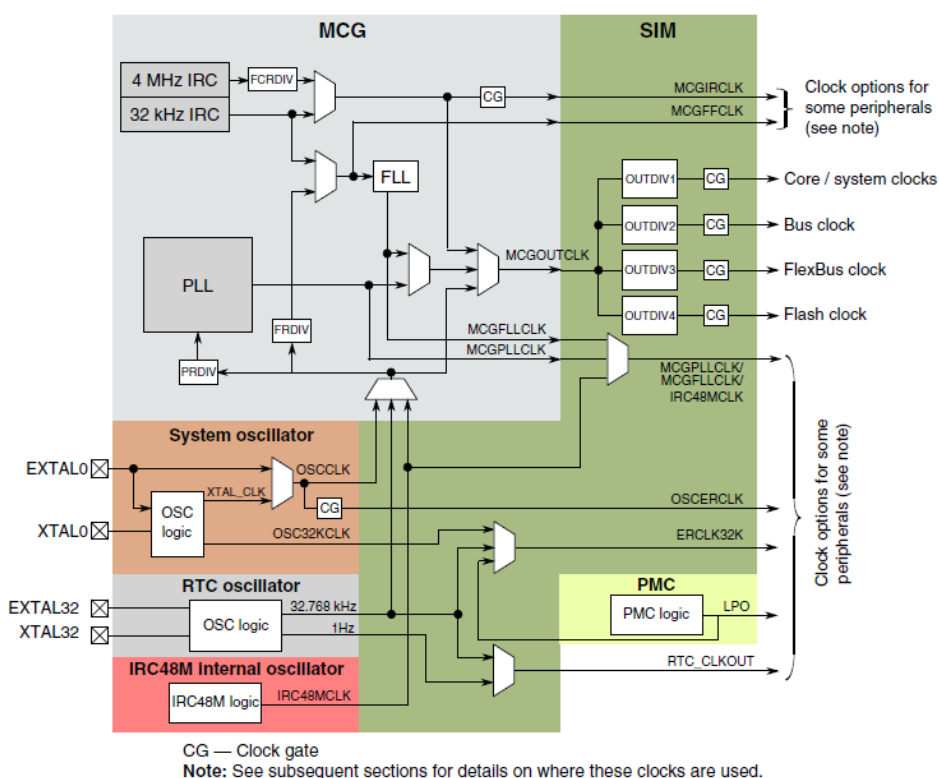 MCG
SIM
4 MHz IRC
FCRDIV
32 kHz IRC
CG
MCGIRCLK
MCGFFCLK
Clock options for
some peripherals
(see note)
FLL
OUTDIV1
CG
Core / system clocks
OUTDIV2
CG
Bus clock
MCGOUTCLK
OUTDIV3
CG
FlexBus clock
PLL
OUTDIV4
CG
Flash clock
FRDIV
MCGFLLCLK
MCGPLLCLK
PRDIV
MCGPLLCLK/
MCGFLLCLK/
IRC48MCLK
System oscillator
EXTAL0
OSCCLK
XTAL_CLK
OSC
logic
CG
OSCERCLK
XTAL0
OSC32KCLK
ERCLK32K
Clock options for some
peripherals (see note)
RTC oscillator
PMC
EXTAL32
32.768 kHz
PMC logic
LPO
OSC logic
XTAL32
1Hz
RTC_CLKOUT
IRC48M internal oscillator
IRC48M logic
IRC48MCLK
CG — Clock gate
Note: See subsequent sections for details on where these clocks are used.